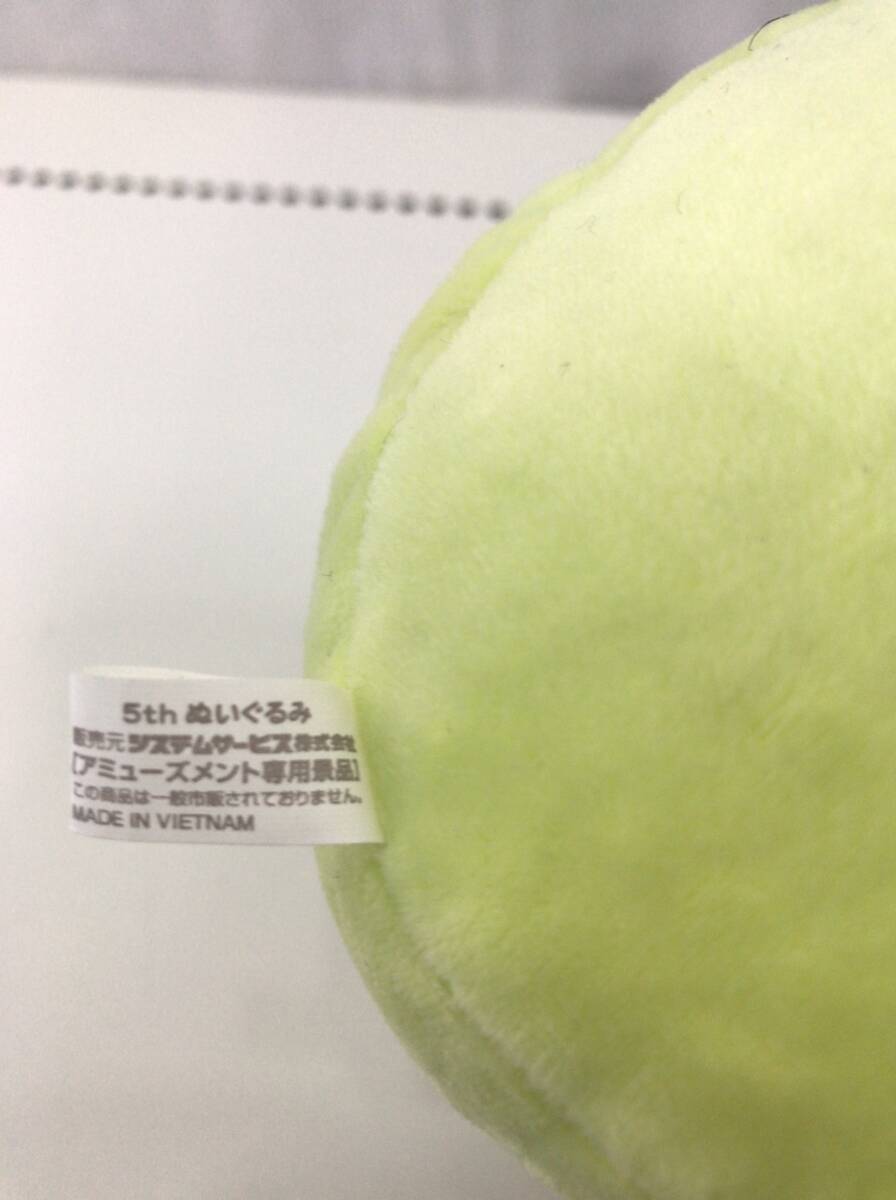 5th ぬいぐるみ
販売元 システムサービス株式会社
【アミューズメント専用景品】
この商品は一般市販されておりません。
MADE IN VIETNAM